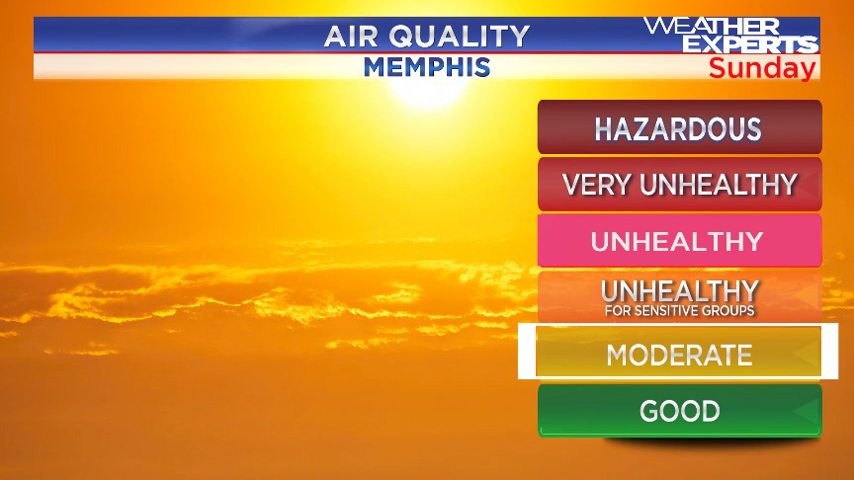 AIR QUALITY
WEATHER
EXPERTS
MEMPHIS
Sunday
HAZARDOUS
VERY UNHEALTHY
UNHEALTHY
UNHEALTHY
FOR SENSITIVE GROUPS
MODERATE
GOOD